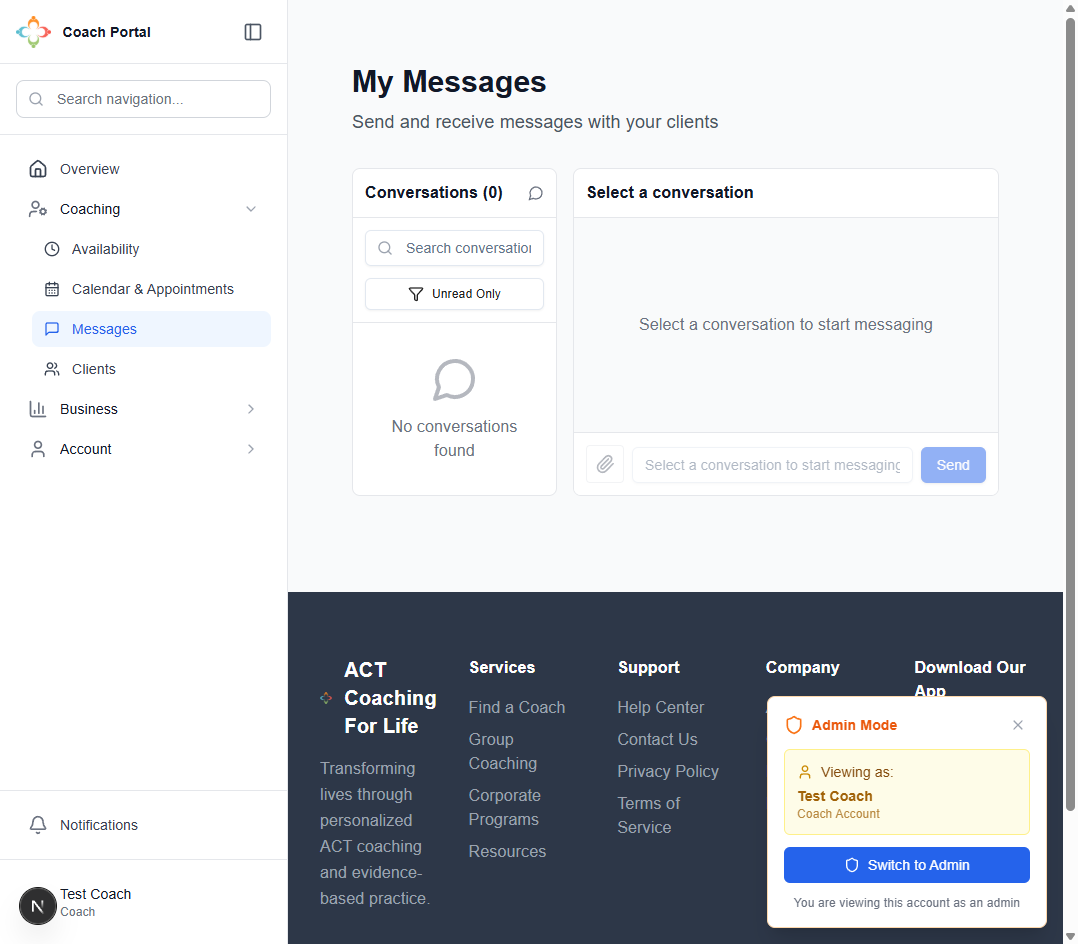 Coach Portal
Search navigation...
Overview
Coaching
Availability
Calendar & Appointments
Messages
Clients
Business
Account
Notifications
N
Test Coach
Coach
My Messages
Send and receive messages with your clients
Conversations (0)
Search conversation
Unread Only
No conversations
found
Select a conversation
Select a conversation to start messaging
Select a conversation to start messaging
Send
ACT
Coaching
For Life
Transforming
lives through
personalized
ACT coaching
and evidence-
based practice.
Services
Find a Coach
Group
Coaching
Corporate
Programs
Resources
Support
Help Center
Contact Us
Privacy Policy
Terms of
Service
Company
Download Our
App
Admin Mode
Viewing as:
Test Coach
Coach Account
Switch to Admin
You are viewing this account as an admin